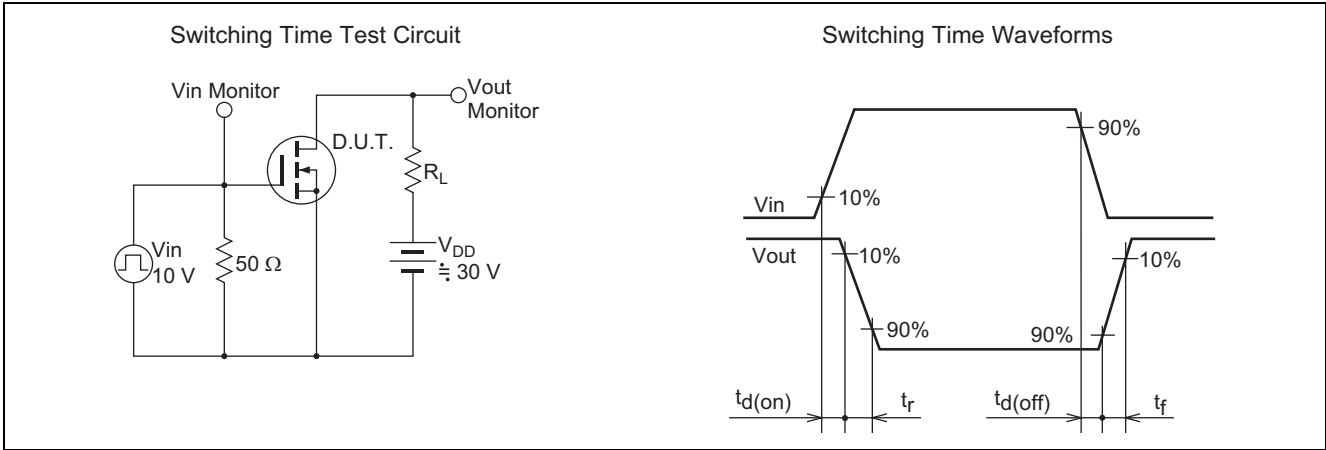 Switching Time Test Circuit
Vin Monitor
Vout
Monitor
D.U.T.
RL
Vin
10 V
50 Ω
VDD
≒ 30 V
Switching Time Waveforms
90%
Vin
10%
Vout
10%
10%
90%
90%
td(on)
tr
td(off)
tf